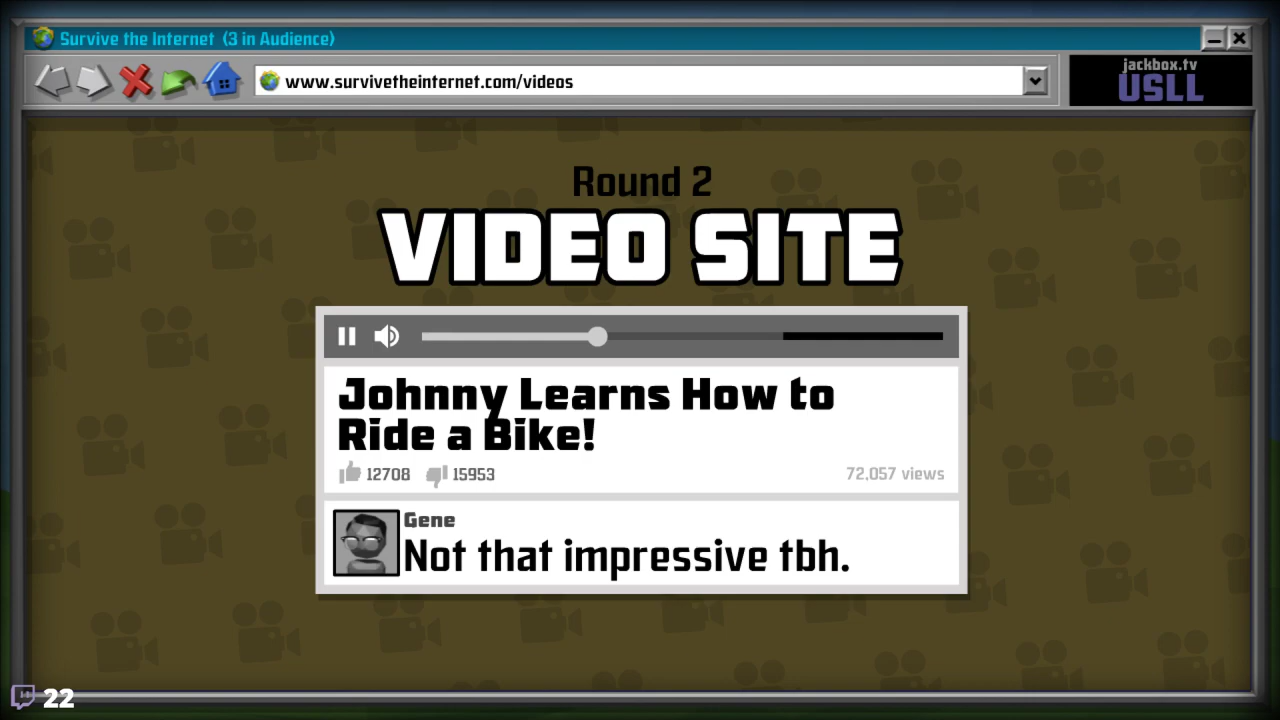 Survive the Internet (3 in Audience)
www.survivetheinternet.com/videos
jackbox.tv
USLL
Round 2
VIDEO SITE
Johnny Learns How to
Ride a Bike!
12708 15953 72,057 views
Gene
Not that impressive tbh.
22